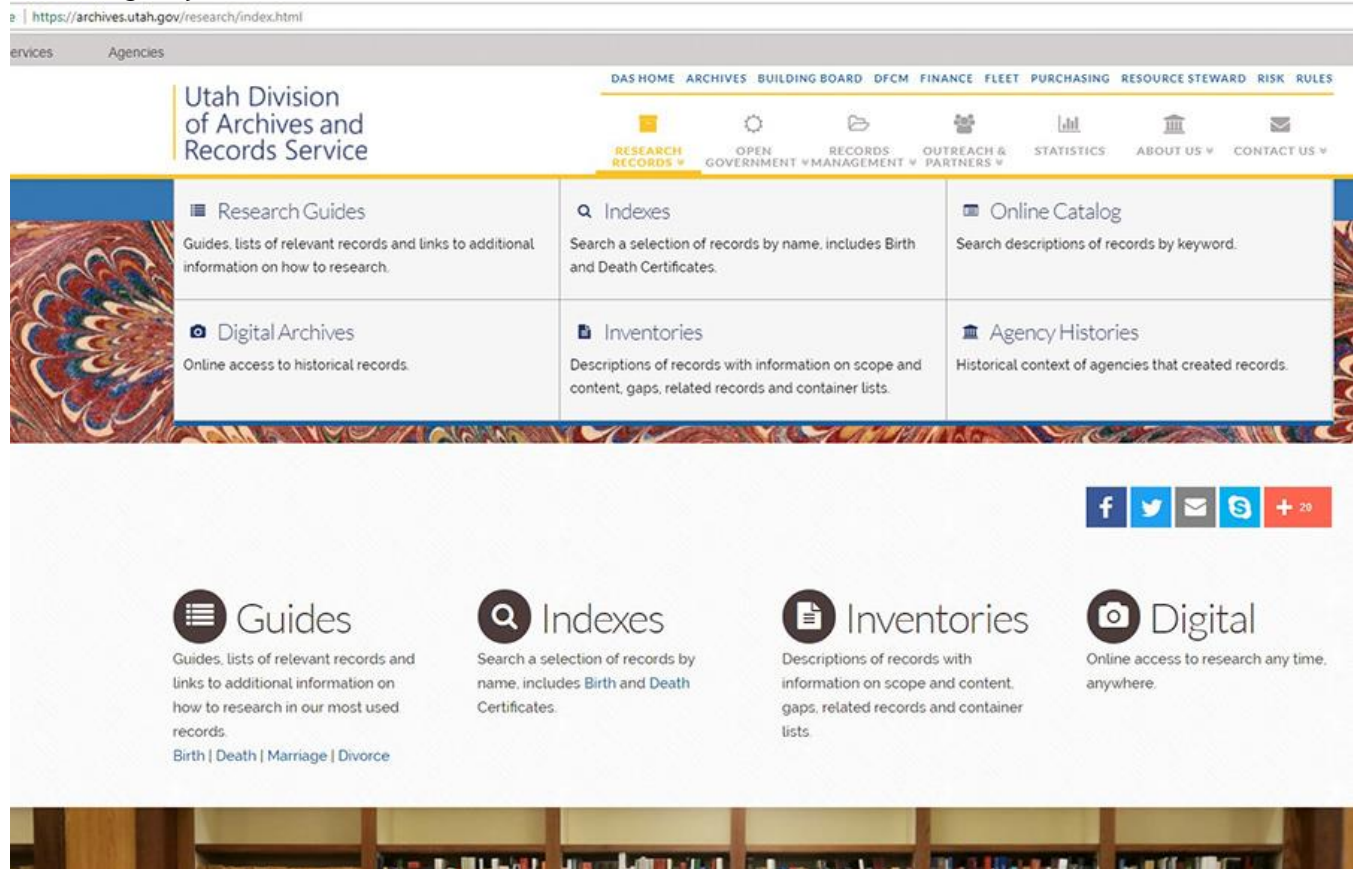 https://archives.utah.gov/research/index.html
Agencies
DAS HOME ARCHIVES BUILDING BOARD DFCM FINANCE FLEET PURCHASING RESOURCE STEWARD RISK RULES
Utah Division
of Archives and
Records Service
RESEARCH
RECORDS
OPEN
GOVERNMENT
RECORDS
MANAGEMENT
OUTREACH &
PARTNERS
STATISTICS
ABOUT US
CONTACT US
Research Guides
Guides, lists of relevant records and links to additional
information on how to research.
Indexes
Search a selection of records by name, includes Birth
and Death Certificates.
Online Catalog
Search descriptions of records by keyword.
Digital Archives
Online access to historical records.
Inventories
Descriptions of records with information on scope and
content, gaps, related records and container lists.
Agency Histories
Historical context of agencies that created records.
20
Guides
Guides, lists of relevant records and
links to additional information on
how to research in our most used
records.
Birth | Death | Marriage | Divorce
Indexes
Search a selection of records by
name, includes Birth and Death
Certificates.
Inventories
Descriptions of records with
information on scope and content,
gaps, related records and container
lists.
Digital
Online access to research any time,
anywhere.